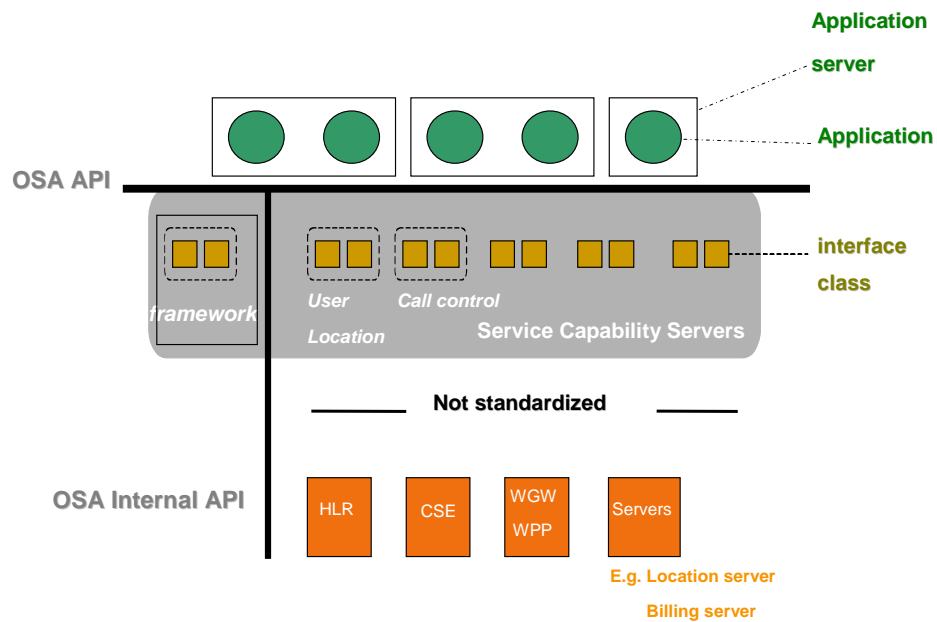 Application
server
Application
OSA API
interface
class
framework
User
Location
Call control
Service Capability Servers
Not standardized
OSA Internal API
HLR
CSE
WGW
WPP
Servers
E.g. Location server
Billing server